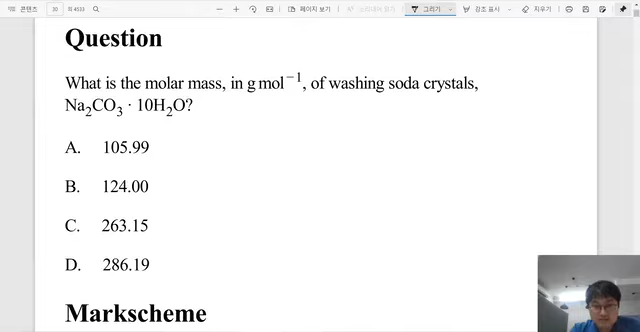 콘텐츠 30 의 4533 페이지 보기 그리기 강조 표시 지우기
Question
What is the molar mass, in g mol⁻¹, of washing soda crystals,
Na₂CO₃ · 10H₂O?
A. 105.99
B. 124.00
C. 263.15
D. 286.19
Markscheme